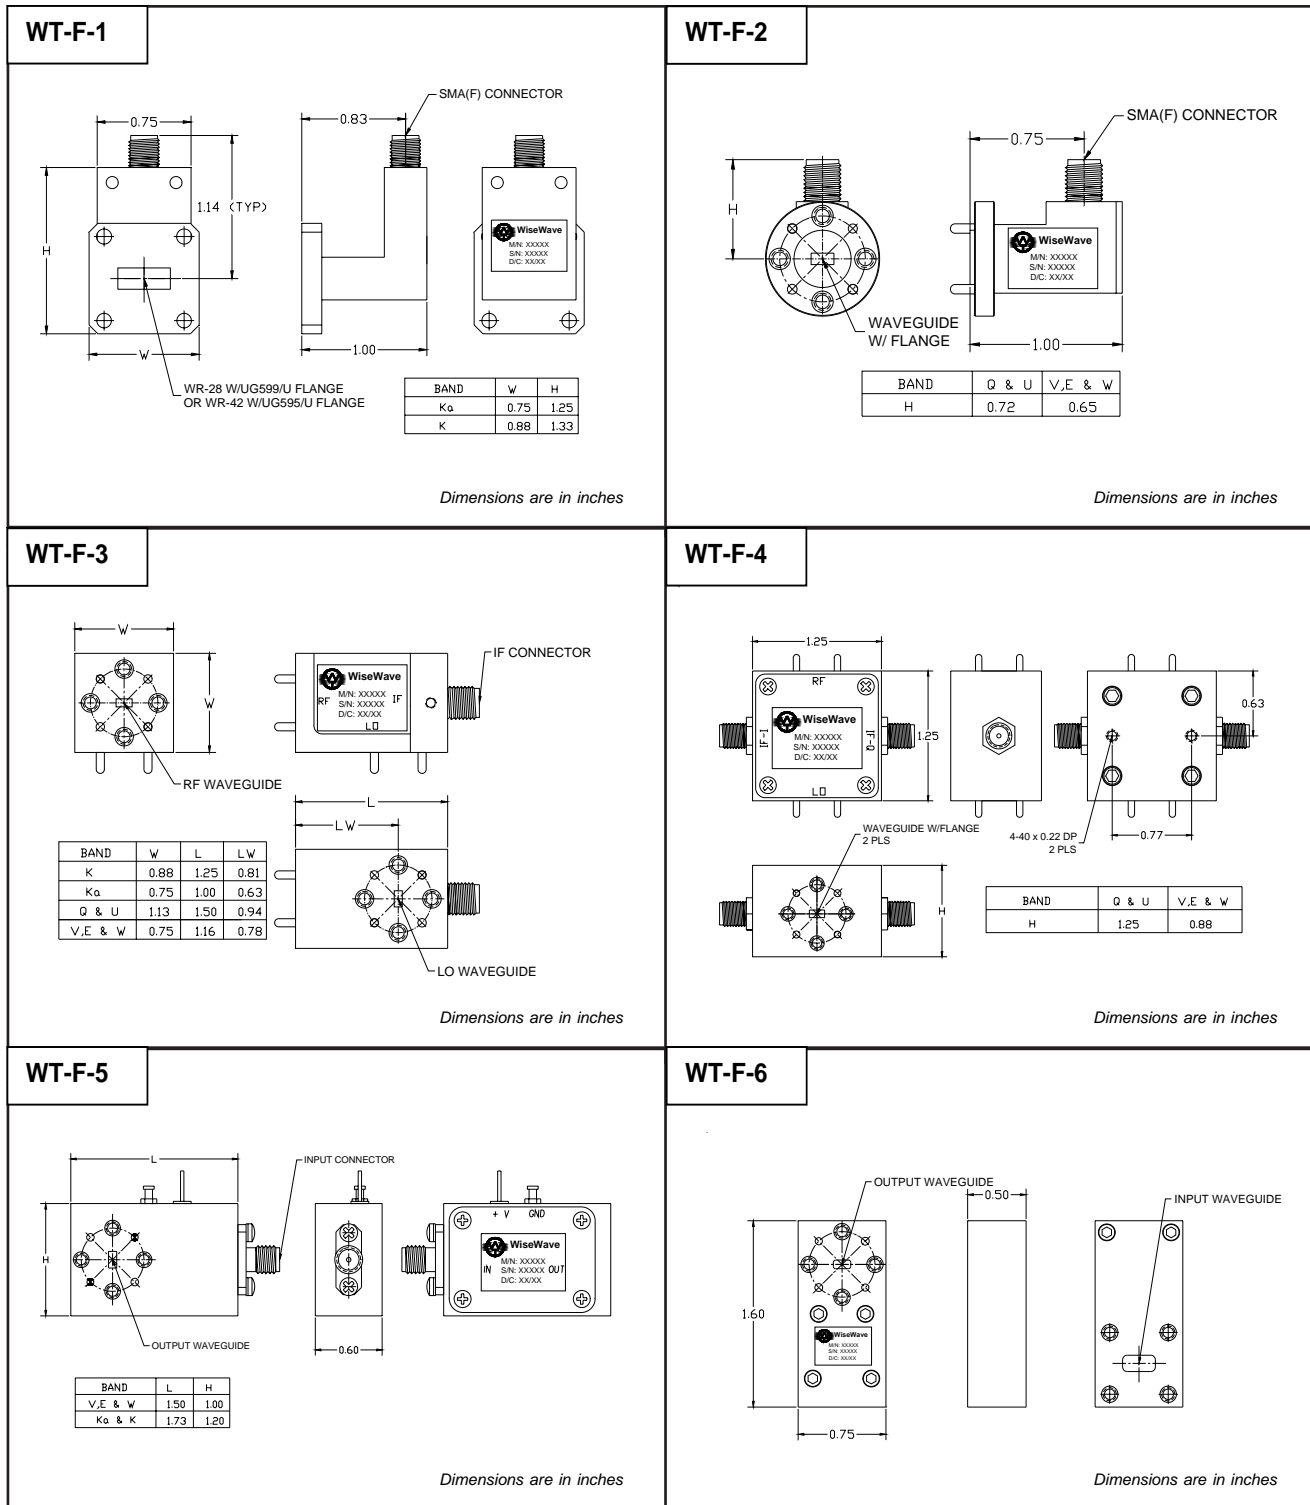 WT-F-1
SMA(F) CONNECTOR
0.75
0.83
1.14 (TYP)
H
W
1.00
WiseWave
M/N: XXXXX
S/N: XXXXX
D/C: XX/XX
WR-28 W/UG599/U FLANGE
OR WR-42 W/UG595/U FLANGE
BAND W H
Ka 0.75 1.25
K 0.88 1.33
Dimensions are in inches
WT-F-2
SMA(F) CONNECTOR
0.75
H
WiseWave
M/N: XXXXX
S/N: XXXXX
D/C: XX/XX
WAVEGUIDE
W/ FLANGE
1.00
BAND Q & U V,E & W
H 0.72 0.65
Dimensions are in inches
WT-F-3
W
W
IF CONNECTOR
WiseWave
M/N: XXXXX
S/N: XXXXX
D/C: XX/XX
RF
IF
LO
RF WAVEGUIDE
L
LW
BAND W L LW
K 0.88 1.25 0.81
Ka 0.75 1.00 0.63
Q & U 1.13 1.50 0.94
V,E & W 0.75 1.16 0.78
LO WAVEGUIDE
Dimensions are in inches
WT-F-4
1.25
RF
0.63
WiseWave
M/N: XXXXX
S/N: XXXXX
D/C: XX/XX
IF-I
IF-Q
1.25
LO
WAVEGUIDE W/FLANGE
2 PLS
4-40 x 0.22 DP
2 PLS
0.77
H
BAND Q & U V,E & W
H 1.25 0.88
Dimensions are in inches
WT-F-5
L
INPUT CONNECTOR
H
+ V GND
WiseWave
M/N: XXXXX
IN S/N: XXXXX OUT
D/C: XX/XX
OUTPUT WAVEGUIDE
0.60
BAND L H
V,E & W 1.50 1.00
Ka & K 1.73 1.20
Dimensions are in inches
WT-F-6
OUTPUT WAVEGUIDE
0.50
INPUT WAVEGUIDE
1.60
WiseWave
M/N: XXXXX
S/N: XXXXX
D/C: XX/XX
0.75
Dimensions are in inches